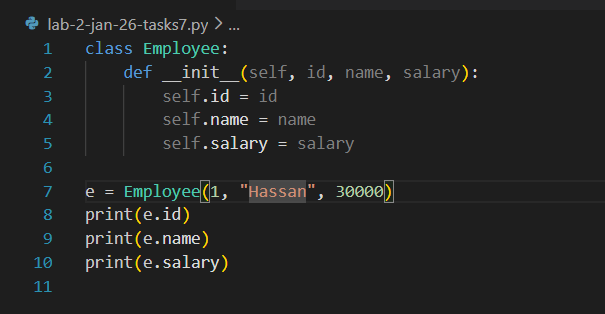 lab-2-jan-26-tasks7.py > ...
1 class Employee:
2     def __init__(self, id, name, salary):
3         self.id = id
4         self.name = name
5         self.salary = salary
6
7 e = Employee(1, "Hassan", 30000)
8 print(e.id)
9 print(e.name)
10 print(e.salary)
11